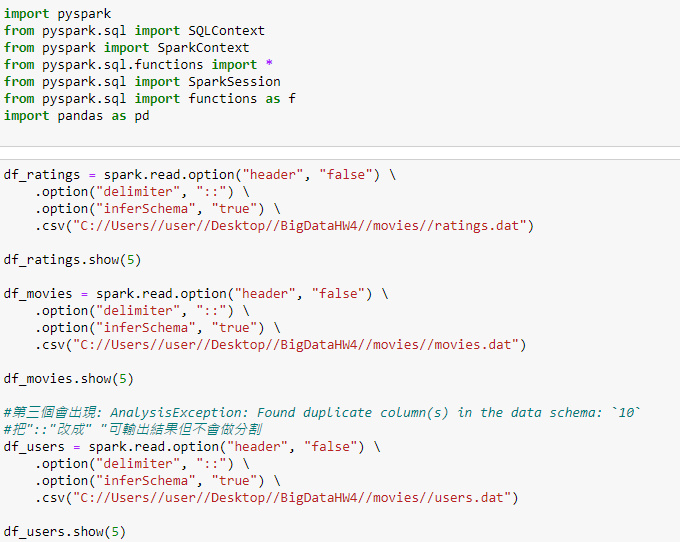 import pyspark
from pyspark.sql import SQLContext
from pyspark import SparkContext
from pyspark.sql.functions import *
from pyspark.sql import SparkSession
from pyspark.sql import functions as f
import pandas as pd
df_ratings = spark.read.option("header", "false") \
    .option("delimiter", "::") \
    .option("inferSchema", "true") \
    .csv("C://Users//user//Desktop//BigDataHW4//movies//ratings.dat")
df_ratings.show(5)
df_movies = spark.read.option("header", "false") \
    .option("delimiter", "::") \
    .option("inferSchema", "true") \
    .csv("C://Users//user//Desktop//BigDataHW4//movies//movies.dat")
df_movies.show(5)
#第三個會出現: AnalysisException: Found duplicate column(s) in the data schema: `10`
#把"::"改成" "可輸出結果但不會做分割
df_users = spark.read.option("header", "false") \
    .option("delimiter", "::") \
    .option("inferSchema", "true") \
    .csv("C://Users//user//Desktop//BigDataHW4//movies//users.dat")
df_users.show(5)